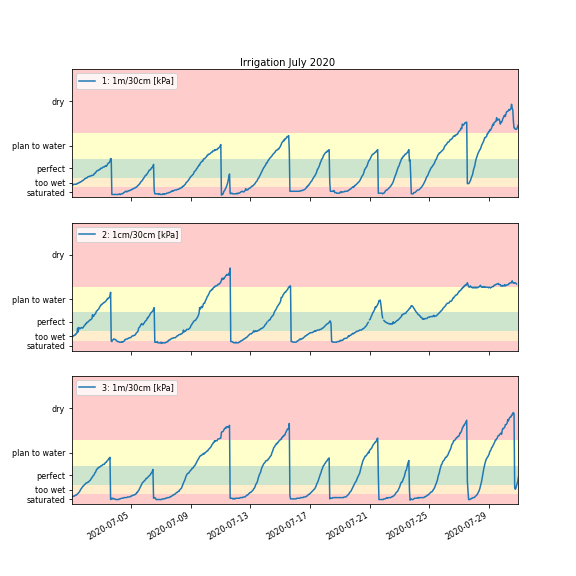 Irrigation July 2020
1: 1m/30cm [kPa]
dry
plan to water
perfect
too wet
saturated
2: 1cm/30cm [kPa]
dry
plan to water
perfect
too wet
saturated
3: 1m/30cm [kPa]
dry
plan to water
perfect
too wet
saturated
2020-07-05 2020-07-09 2020-07-13 2020-07-17 2020-07-21 2020-07-25 2020-07-29